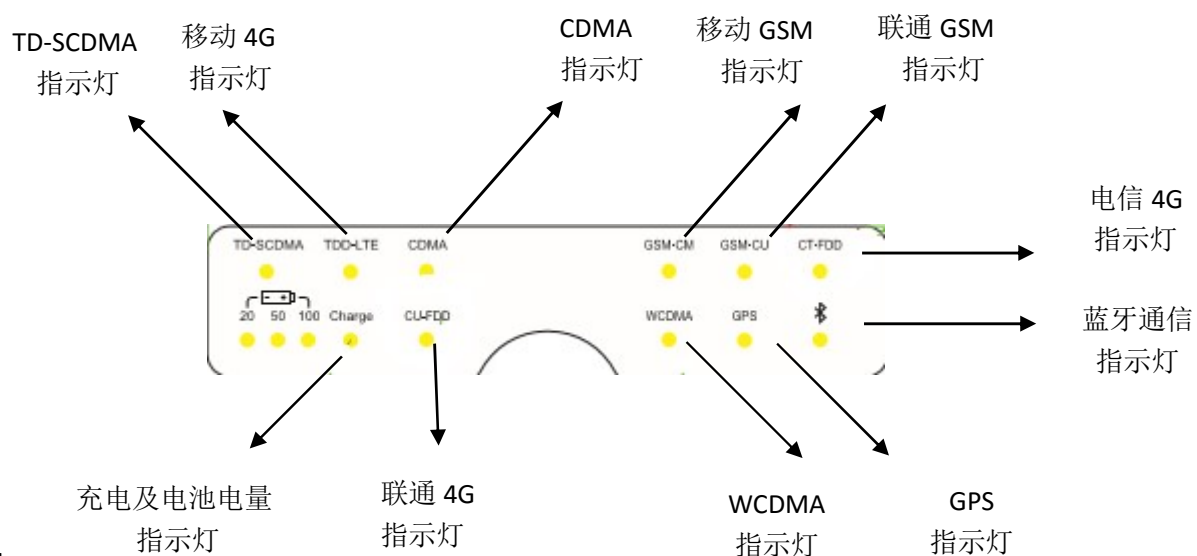 TD-SCDMA
指示灯
移动 4G
指示灯
CDMA
指示灯
移动 GSM
指示灯
联通 GSM
指示灯
电信 4G
指示灯
TD-SCDMA TDD-LTE CDMA GSM-CM GSM-CU CT-FDD
20 50 100 Charge CU-FDD WCDMA GPS
蓝牙通信
指示灯
充电及电池电量
指示灯
联通 4G
指示灯
WCDMA
指示灯
GPS
指示灯